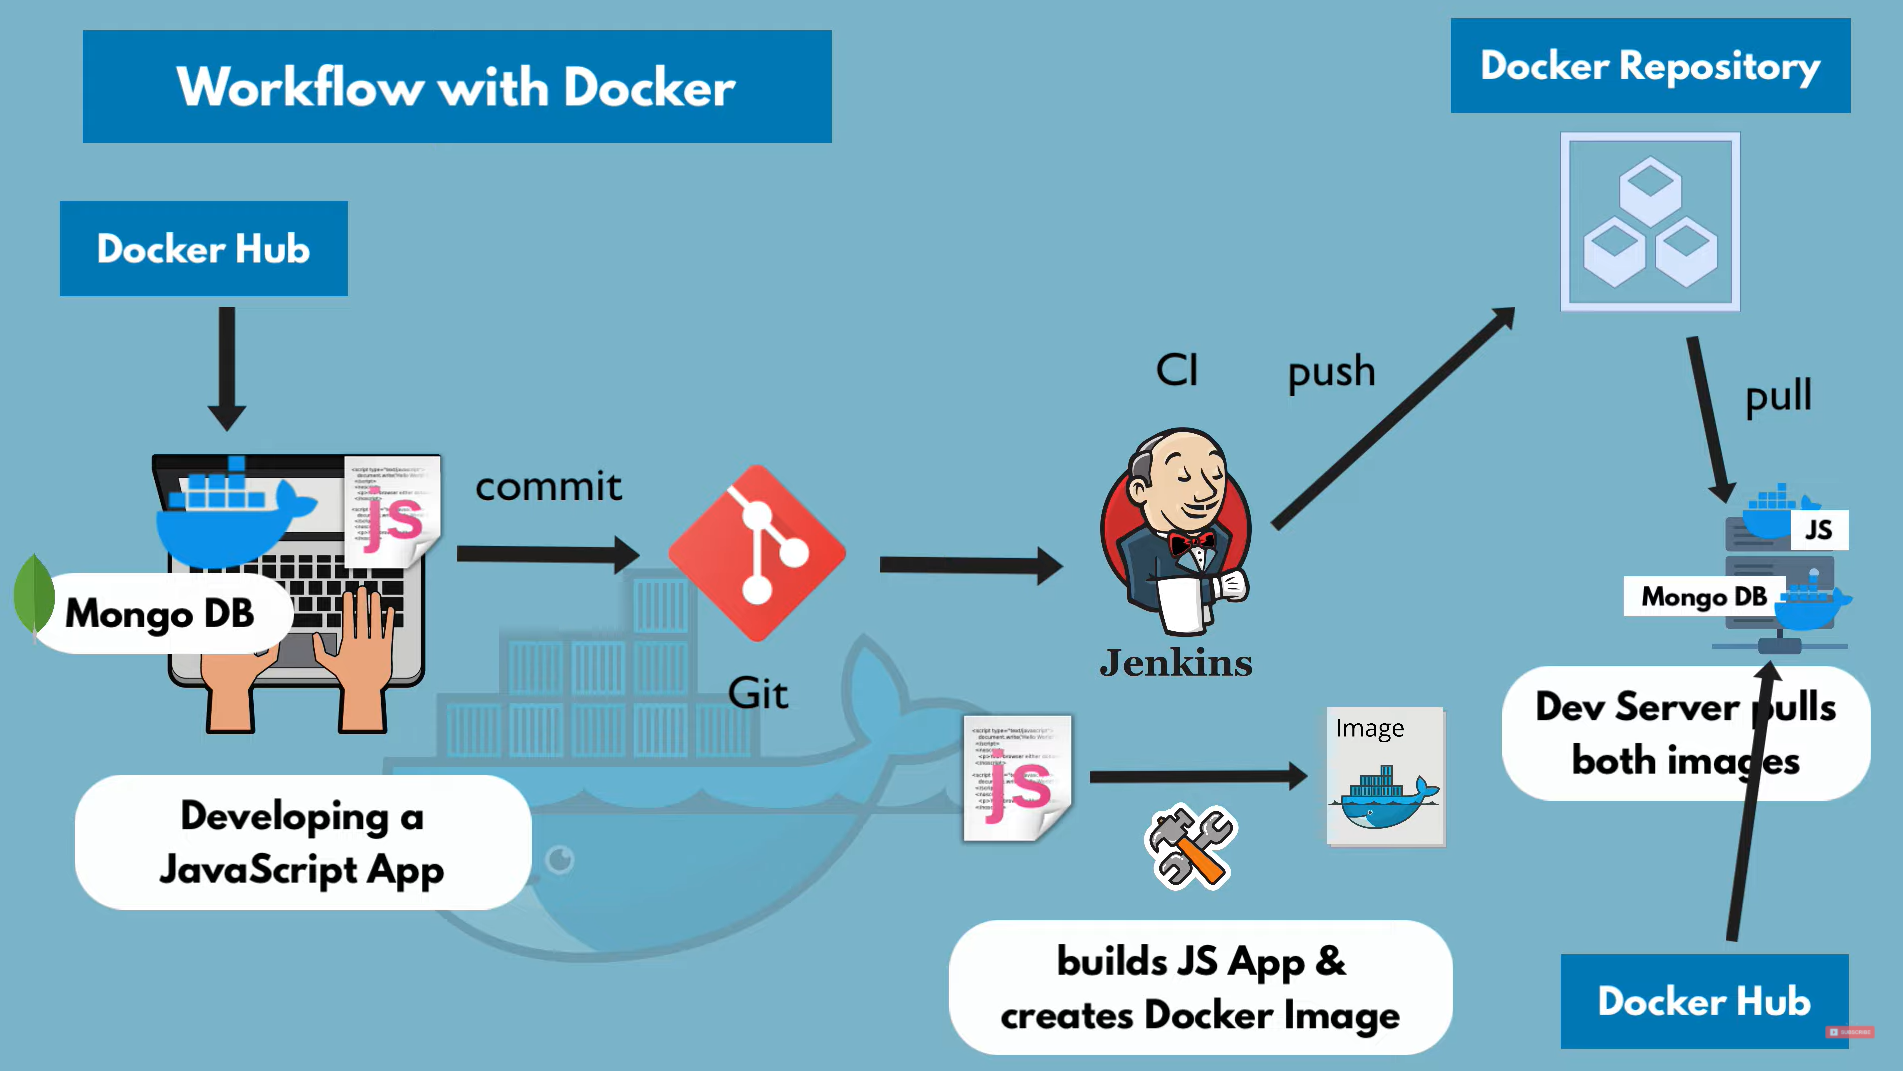 Workflow with Docker
Docker Repository
Docker Hub
CI
push
pull
commit
js
JS
Mongo DB
Mongo DB
Jenkins
Git
Dev Server pulls
both images
js
Image
Developing a
JavaScript App
builds JS App &
creates Docker Image
Docker Hub
SUBSCRIBE